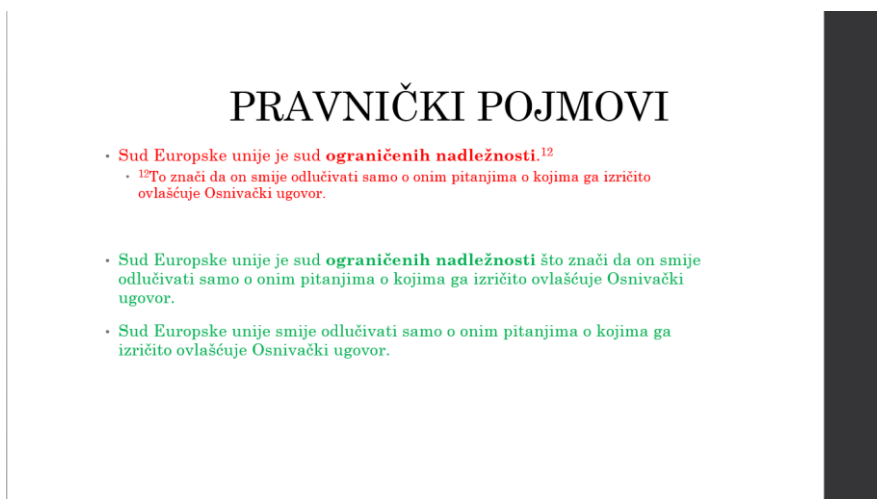 PRAVNIČKI POJMOVI
• Sud Europske unije je sud ograničenih nadležnosti.¹²
• ¹²To znači da on smije odlučivati samo o onim pitanjima o kojima ga izričito
ovlašćuje Osnivački ugovor.
• Sud Europske unije je sud ograničenih nadležnosti što znači da on smije
odlučivati samo o onim pitanjima o kojima ga izričito ovlašćuje Osnivački
ugovor.
• Sud Europske unije smije odlučivati samo o onim pitanjima o kojima ga
izričito ovlašćuje Osnivački ugovor.